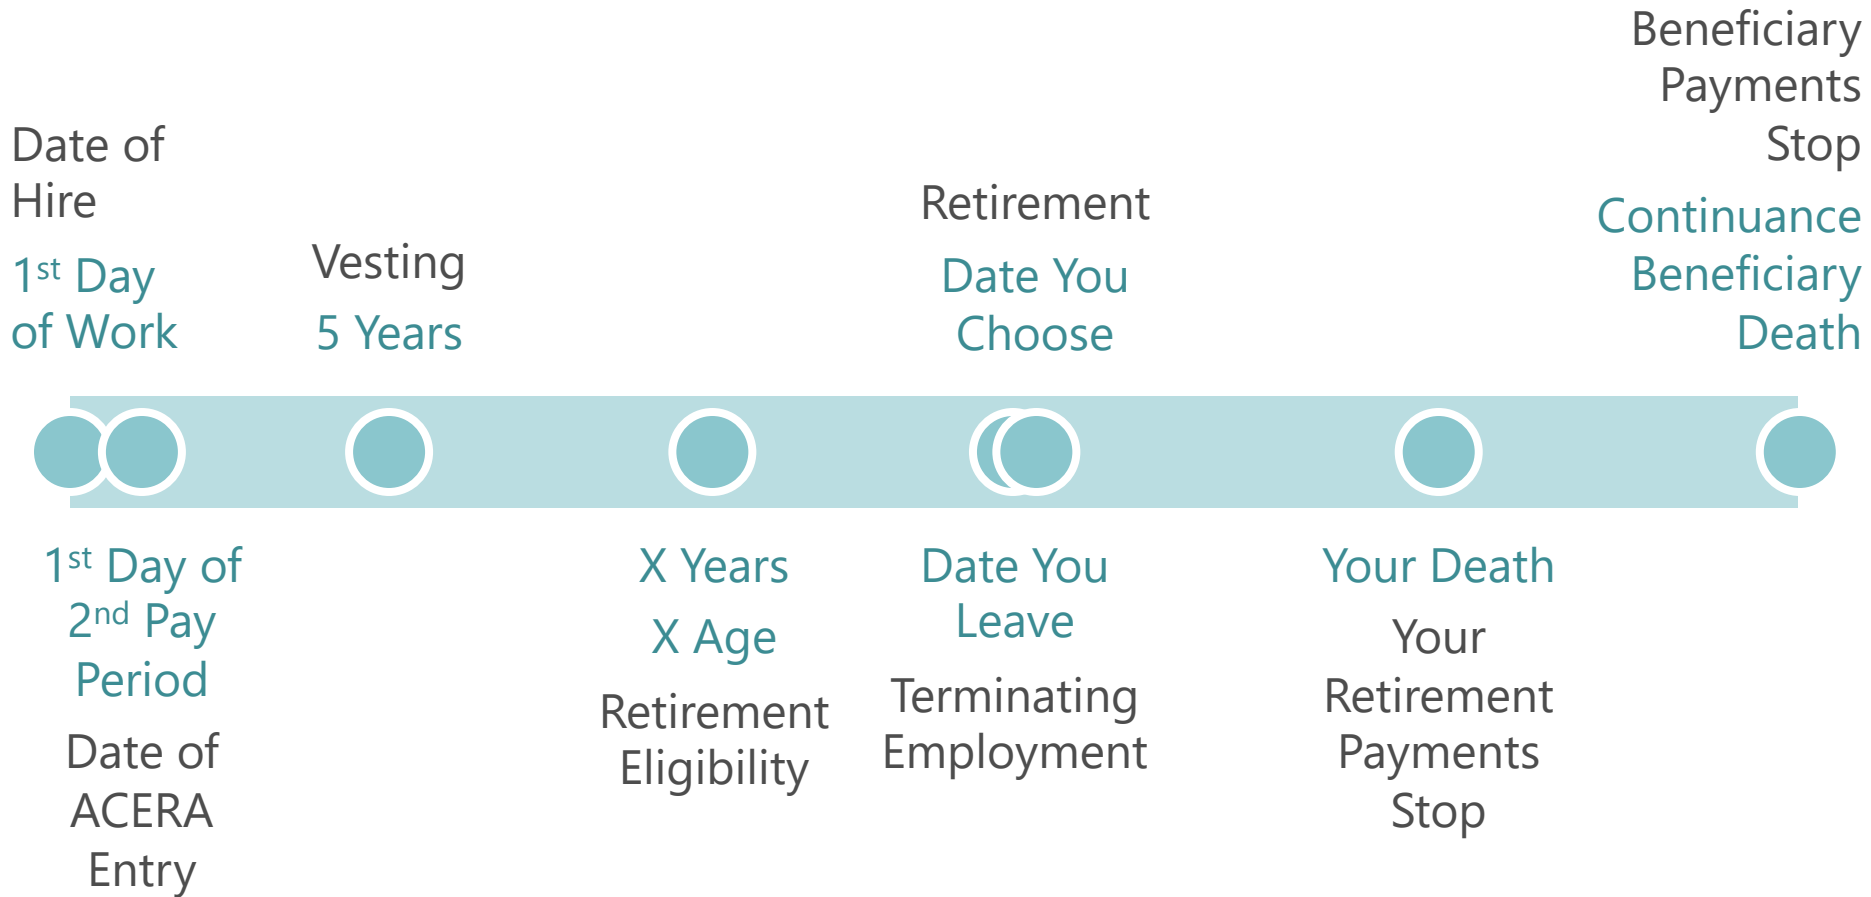 Date of
Hire
1st Day
of Work
Vesting
5 Years
Retirement
Date You
Choose
Beneficiary
Payments
Stop
Continuance
Beneficiary
Death
1st Day of
2nd Pay
Period
Date of
ACERA
Entry
X Years
X Age
Retirement
Eligibility
Date You
Leave
Terminating
Employment
Your Death
Your
Retirement
Payments
Stop